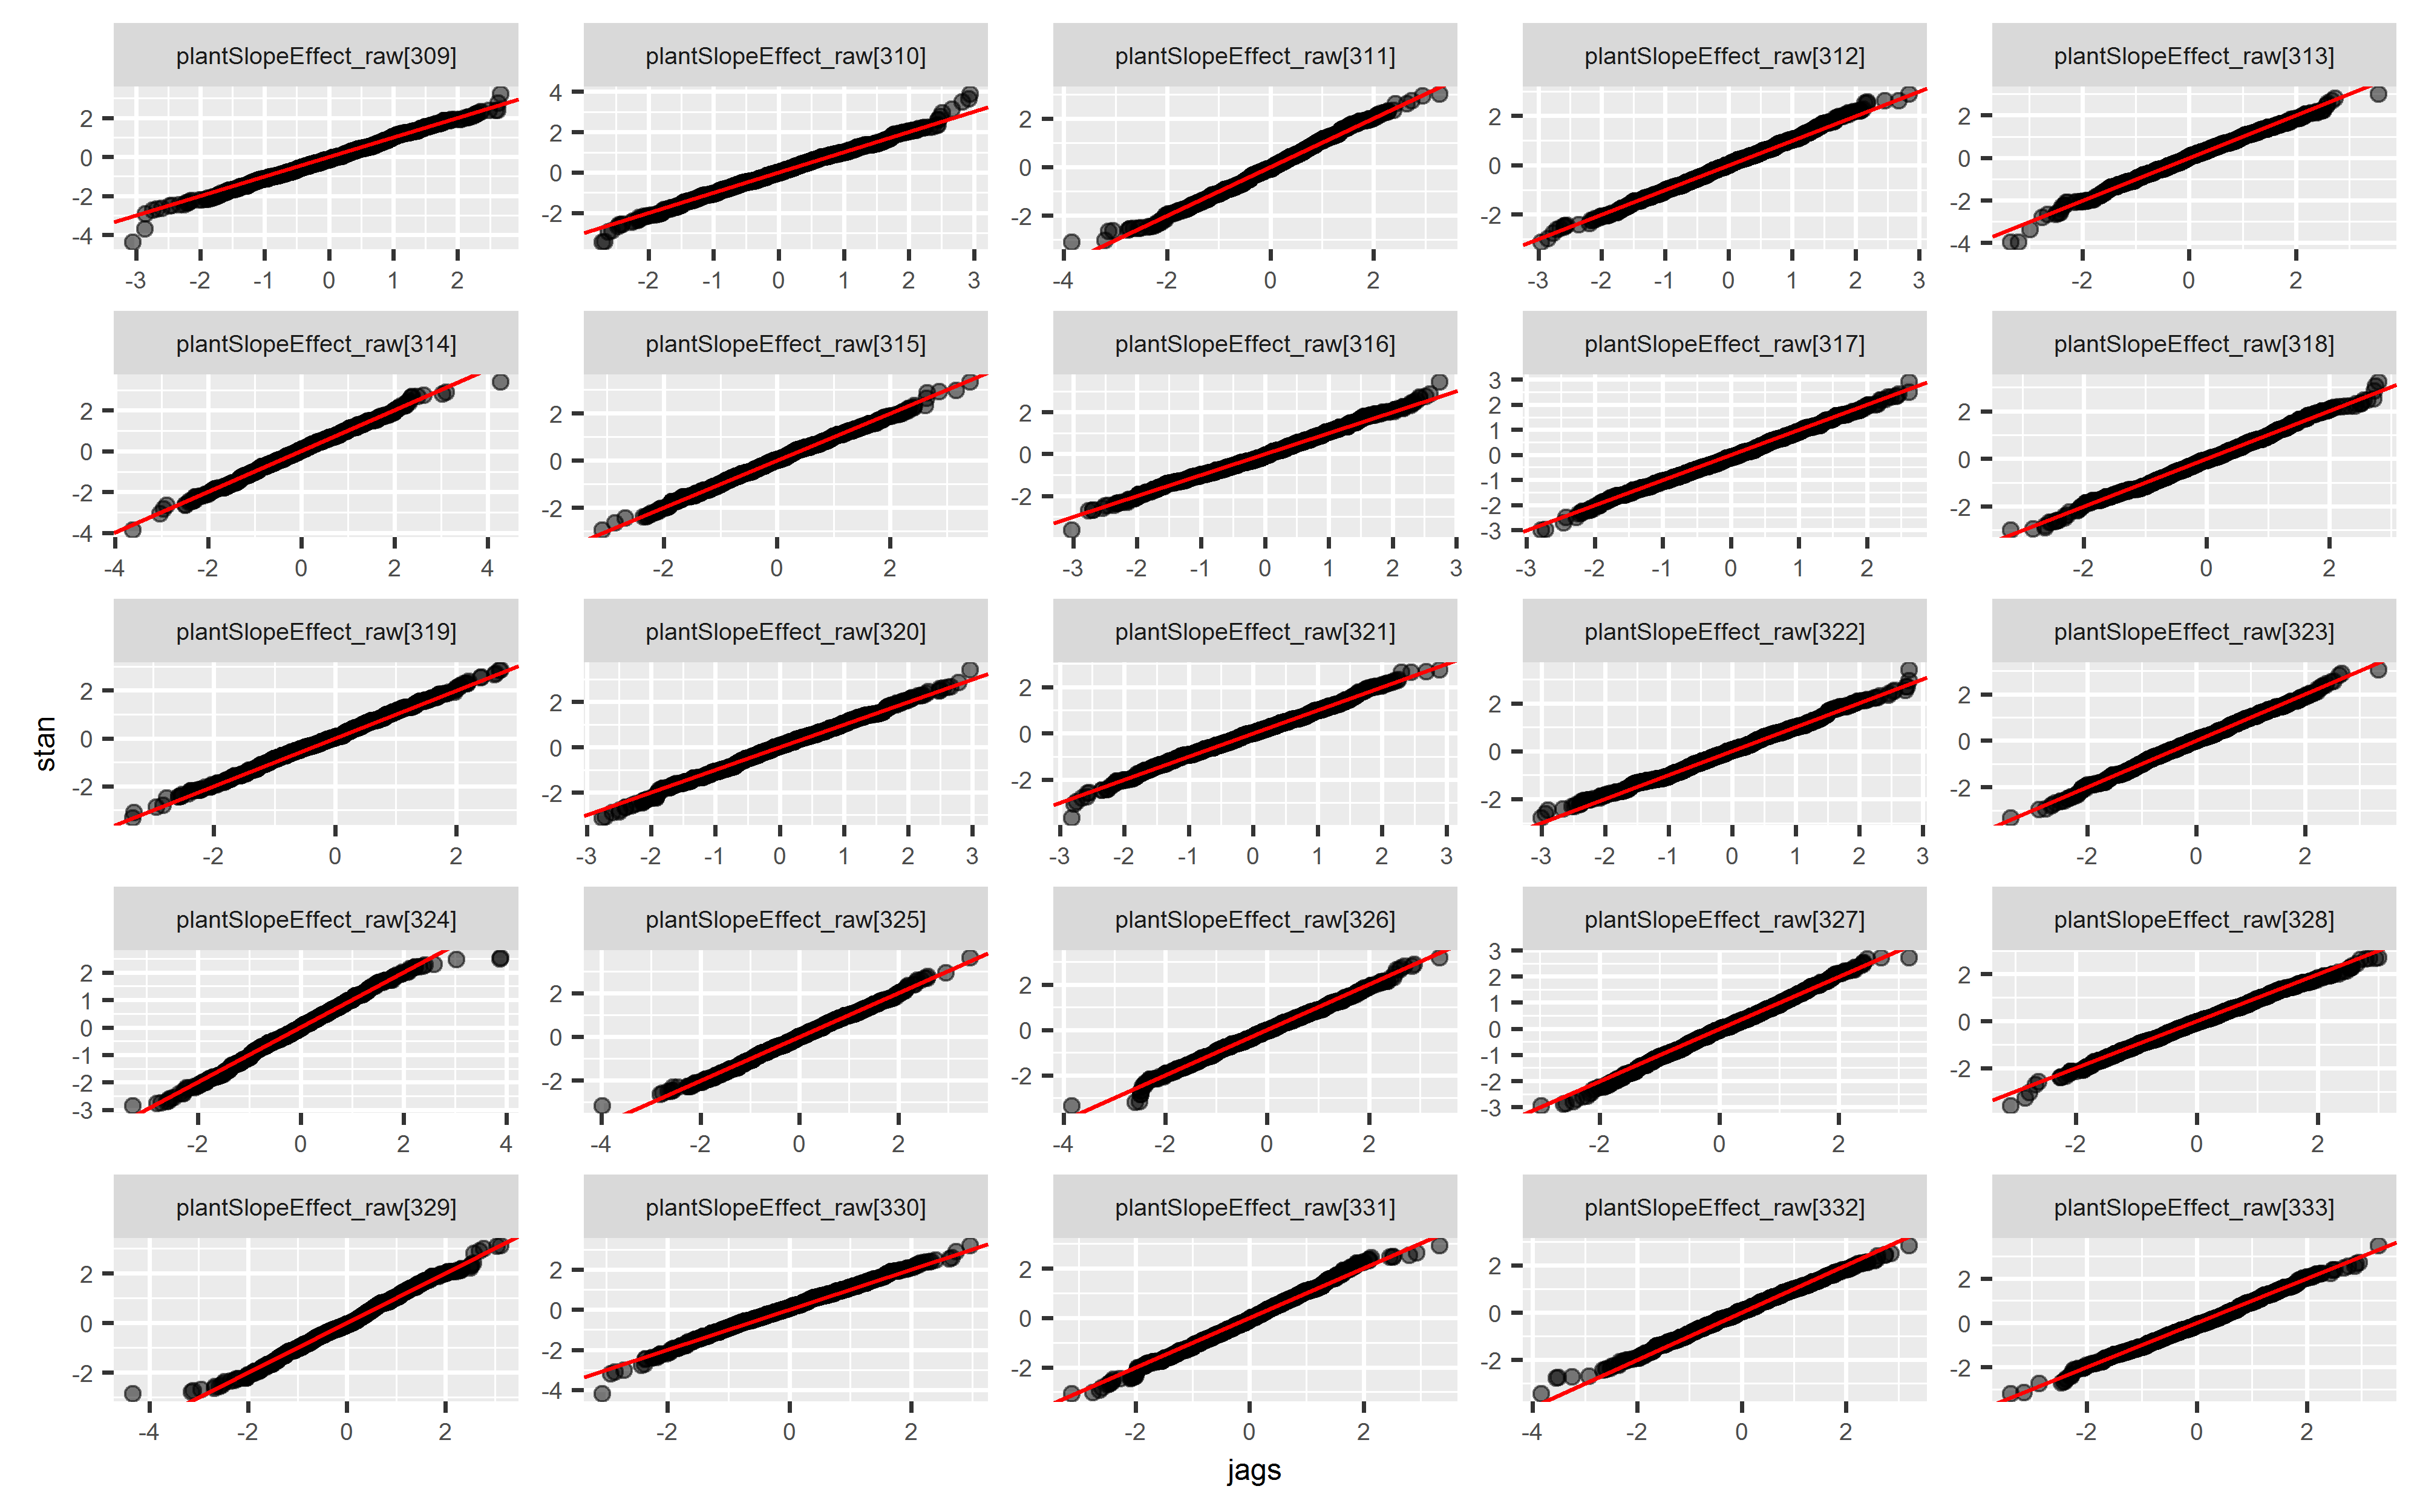 plantSlopeEffect_raw[309] plantSlopeEffect_raw[310] plantSlopeEffect_raw[311] plantSlopeEffect_raw[312] plantSlopeEffect_raw[313]
2 0 -2 -4
4 2 0 -2
2 0 -2
2 0 -2
2 0 -2 -4
-3 -2 -1 0 1 2
-2 -1 0 1 2 3
-4 -2 0 2
-3 -2 -1 0 1 2 3
-2 0 2
plantSlopeEffect_raw[314] plantSlopeEffect_raw[315] plantSlopeEffect_raw[316] plantSlopeEffect_raw[317] plantSlopeEffect_raw[318]
2 0 -2 -4
2 0 -2
2 0 -2
3 2 1 0 -1 -2 -3
2 0 -2
-4 -2 0 2 4
-2 0 2
-3 -2 -1 0 1 2 3
-3 -2 -1 0 1 2
-2 0 2
plantSlopeEffect_raw[319] plantSlopeEffect_raw[320] plantSlopeEffect_raw[321] plantSlopeEffect_raw[322] plantSlopeEffect_raw[323]
2 0 -2
2 0 -2
2 0 -2
2 0 -2
2 0 -2
-2 0 2
-3 -2 -1 0 1 2 3
-3 -2 -1 0 1 2 3
-3 -2 -1 0 1 2 3
-2 0 2
stan
plantSlopeEffect_raw[324] plantSlopeEffect_raw[325] plantSlopeEffect_raw[326] plantSlopeEffect_raw[327] plantSlopeEffect_raw[328]
2 1 0 -1 -2 -3
2 0 -2
2 0 -2
3 2 1 0 -1 -2 -3
2 0 -2
-2 0 2 4
-4 -2 0 2
-4 -2 0 2
-2 0 2
-2 0 2
plantSlopeEffect_raw[329] plantSlopeEffect_raw[330] plantSlopeEffect_raw[331] plantSlopeEffect_raw[332] plantSlopeEffect_raw[333]
2 0 -2
2 0 -2 -4
2 0 -2
2 0 -2
2 0 -2
-4 -2 0 2
-2 0 2
-2 0 2
-4 -2 0 2
-2 0 2
jags